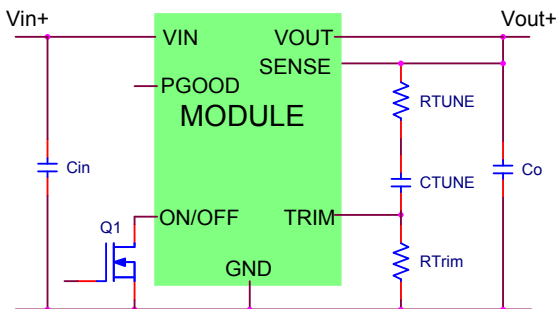 Vin+
Vout+
VIN
VOUT
SENSE
PGOOD
MODULE
RTUNE
Cin
CTUNE
Co
Q1
ON/OFF
TRIM
RTrim
GND